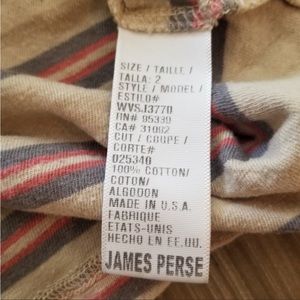 SIZE / TAILLE /
TALLA: 2
STYLE / MODEL /
ESTILO#
WVSJ3770
RN# 95339
CA# 31002
CUT / COUPE /
CORTE#
025340
100% COTTON/
COTON/
ALGODON
MADE IN U.S.A.
FABRIQUE
ETATS-UNIS
HECHO EN EE.UU.
JAMES PERSE